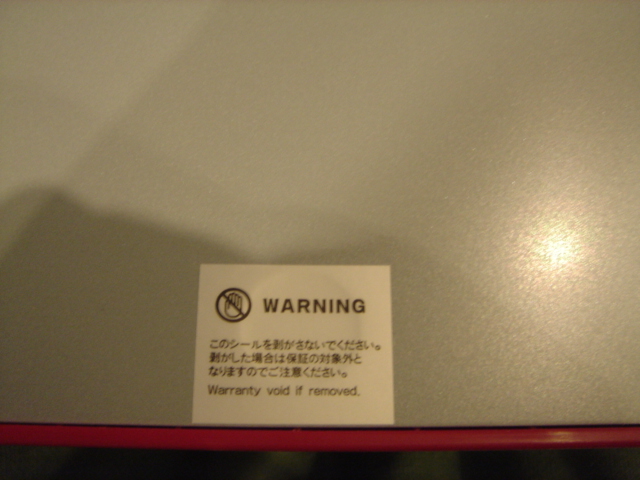 WARNING
このシールを剥がさないでください。
剥がした場合は保証の対象外と
なりますのでご注意ください。
Warranty void if removed.